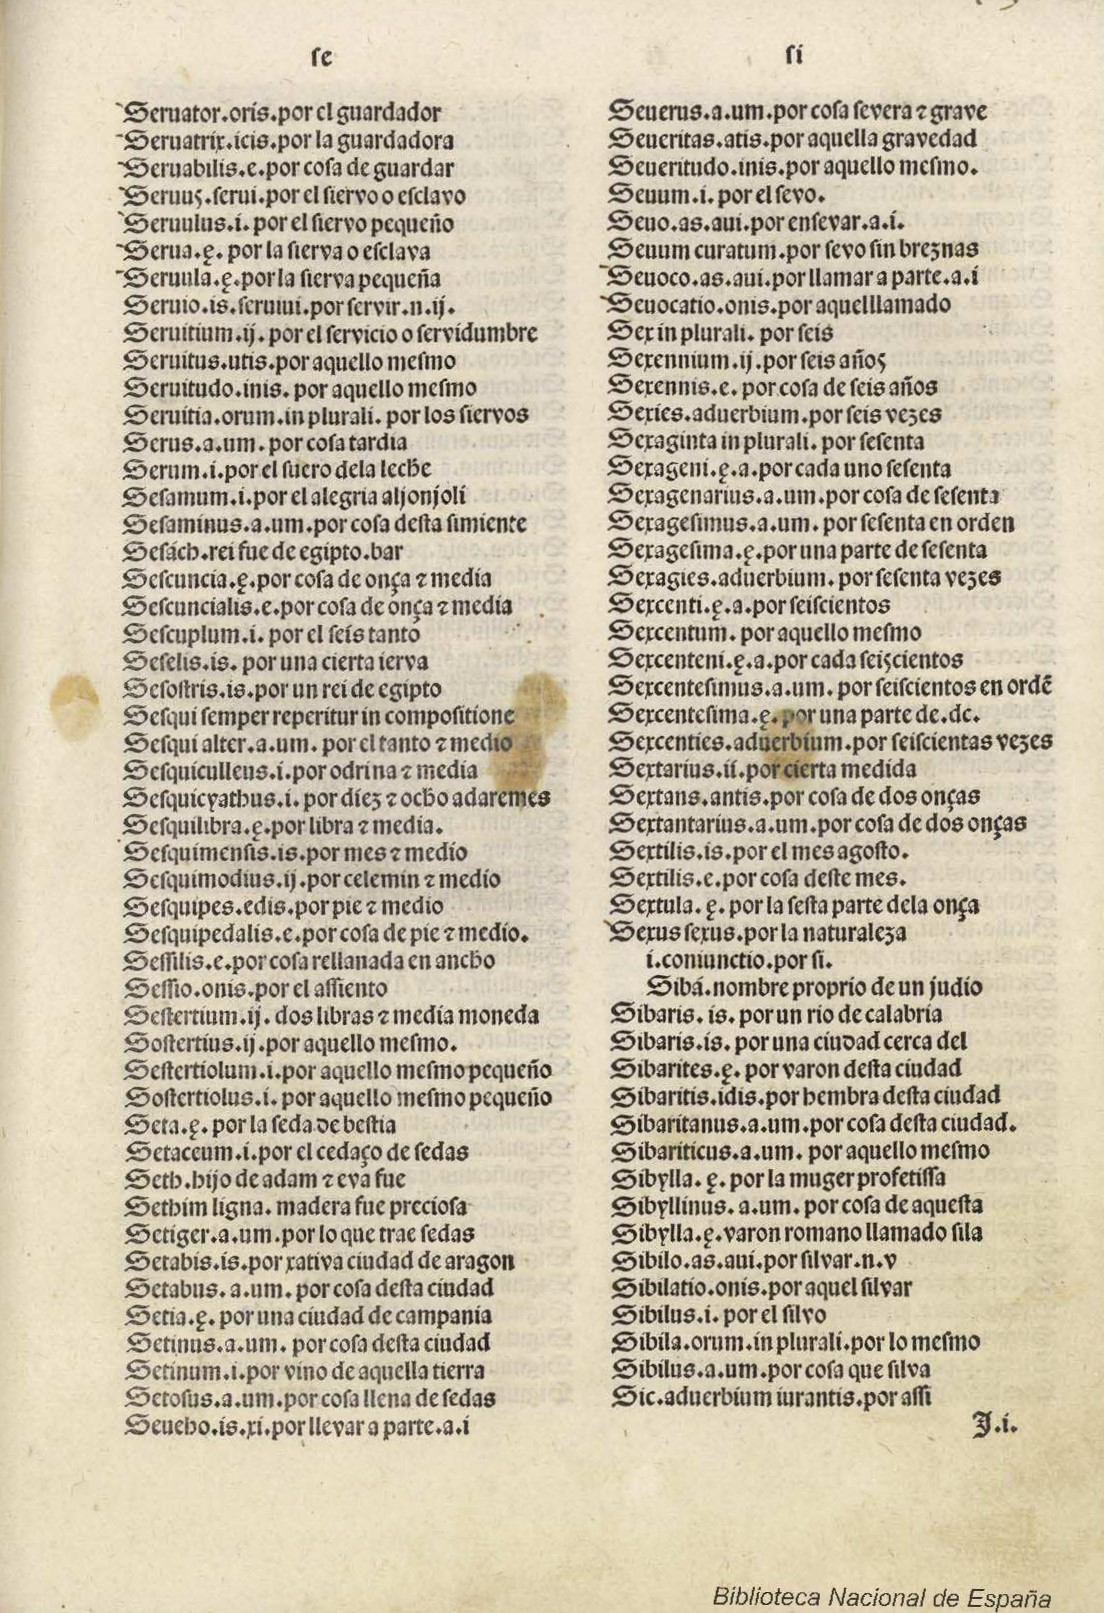 se
Seruator.oris.por el guardador
Seruatrix.icis.por la guardadora
Seruabilis.e.por cosa de guardar
Seruus.serui.por el siervo o esclavo
Seruulus.i.por el siervo pequeño
Serua.ę.por la sierva o esclava
Seruula.ę.por la sierva pequeña
Seruio.is.seruiui.por servir.n.ij.
Seruitium.ij.por el servicio o servidumbre
Seruitus.utis.por aquello mesmo
Seruitudo.inis.por aquello mesmo
Seruitia.orum.in plurali.por los siervos
Serus.a.um.por cosa tardia
Serum.i.por el suero dela leche
Sesamum.i.por el alegria aljonjoli
Sesaminus.a.um.por cosa desta simiente
Sesách.rei fue de egipto.bar
Sescuncia.ę.por cosa de onça ⁊ media
Sescuncialis.e.por cosa de onça ⁊ media
Sescuplum.i.por el seis tanto
Seselis.is.por una cierta ierva
Sesostris.is.por un rei de egipto
Sesqui semper reperitur in compositione
Sesqui alter.a.um.por el tanto ⁊ medio
Sesquiculleus.i.por odrina ⁊ media
Sesquicyathus.i.por diez ⁊ ocho adaremes
Sesquilibra.ę.por libra ⁊ media.
Sesquimensis.is.por mes ⁊ medio
Sesquimodius.ij.por celemin ⁊ medio
Sesquipes.edis.por pie ⁊ medio
Sesquipedalis.e.por cosa de pie ⁊ medio.
Sessilis.e.por cosa rellanada en ancho
Sessio.onis.por el assiento
Sestertium.ij.dos libras ⁊ media moneda
Sostertius.ij.por aquello mesmo.
Sestertiolum.i.por aquello mesmo pequeño
Sostertiolus.i.por aquello mesmo pequeño
Seta.ę.por la seda de bestia
Setaceum.i.por el cedaço de sedas
Seth.hijo de adam ⁊ eva fue
Sethim ligna.madera fue preciosa
Setiger.a.um.por lo que trae sedas
Setabis.is.por xativa ciudad de aragon
Setabus.a.um.por cosa desta ciudad
Setia.ę.por una ciudad de campania
Setinus.a.um.por cosa desta ciudad
Setinum.i.por vino de aquella tierra
Setosus.a.um.por cosa llena de sedas
Seueho.is.xi.por llevar a parte.a.i
si
Seuerus.a.um.por cosa severa ⁊ grave
Seueritas.atis.por aquella gravedad
Seueritudo.inis.por aquello mesmo.
Seuum.i.por el sevo.
Seuo.as.aui.por ensevar.a.i.
Seuum curatum.por sevo sin breznas
Seuoco.as.aui.por llamar a parte.a.i
Seuocatio.onis.por aquel llamado
Sex in plurali.por seis
Sexennium.ij.por seis años
Sexennis.e.por cosa de seis años
Sexies.aduerbium.por seis vezes
Sexaginta in plurali.por sesenta
Sexageni.ę.a.por cada uno sesenta
Sexagenarius.a.um.por cosa de sesenta
Sexagesimus.a.um.por sesenta en orden
Sexagesima.ę.por una parte de sesenta
Sexagies.aduerbium.por sesenta vezes
Sexcenti.ę.a.por seiscientos
Sexcentum.por aquello mesmo
Sexcenteni.ę.a.por cada seiscientos
Sexcentesimus.a.um.por seiscientos en ordẽ
Sexcentesima.ę.por una parte de.dc.
Sexcenties.aduerbium.por seiscientas vezes
Sextarius.ii.por cierta medida
Sextans.antis.por cosa de dos onças
Sextantarius.a.um.por cosa de dos onças
Sextilis.is.por el mes agosto.
Sextilis.e.por cosa deste mes.
Sextula.ę.por la sesta parte dela onça
Sexus sexus.por la naturaleza
i.coniunctio.por si.
Sibá.nombre proprio de un judio
Sibaris.is.por un rio de calabria
Sibaris.is.por una ciudad cerca del
Sibarites.ę.por varon desta ciudad
Sibaritis.idis.por hembra desta ciudad
Sibaritanus.a.um.por cosa desta ciudad.
Sibariticus.a.um.por aquello mesmo
Sibylla.ę.por la muger profetissa
Sibyllinus.a.um.por cosa de aquesta
Sibylla.ę.varon romano llamado sila
Sibilo.as.aui.por silvar.n.v
Sibilatio.onis.por aquel silvar
Sibilus.i.por el silvo
Sibila.orum.in plurali.por lo mesmo
Sibilus.a.um.por cosa que silva
Sic.aduerbium iurantis.por assi
J.i.
Biblioteca Nacional de España